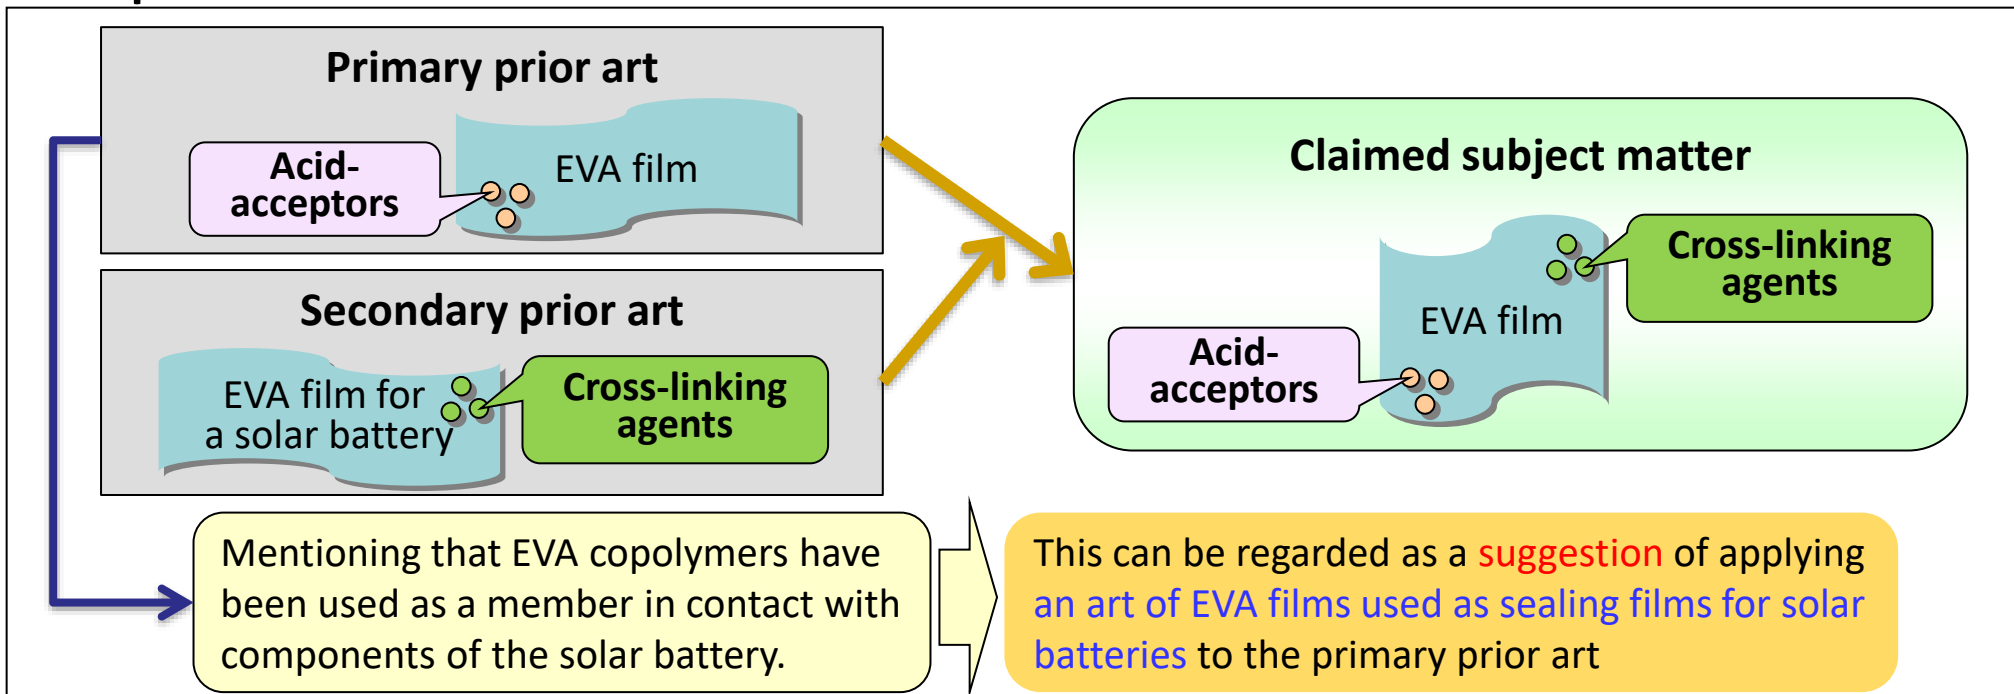 Primary prior art
Acid-
acceptors
EVA film
Secondary prior art
EVA film for
a solar battery
Cross-linking
agents
Claimed subject matter
Cross-linking
agents
EVA film
Acid-
acceptors
Mentioning that EVA copolymers have
been used as a member in contact with
components of the solar battery.
This can be regarded as a suggestion of applying
an art of EVA films used as sealing films for solar
batteries to the primary prior art